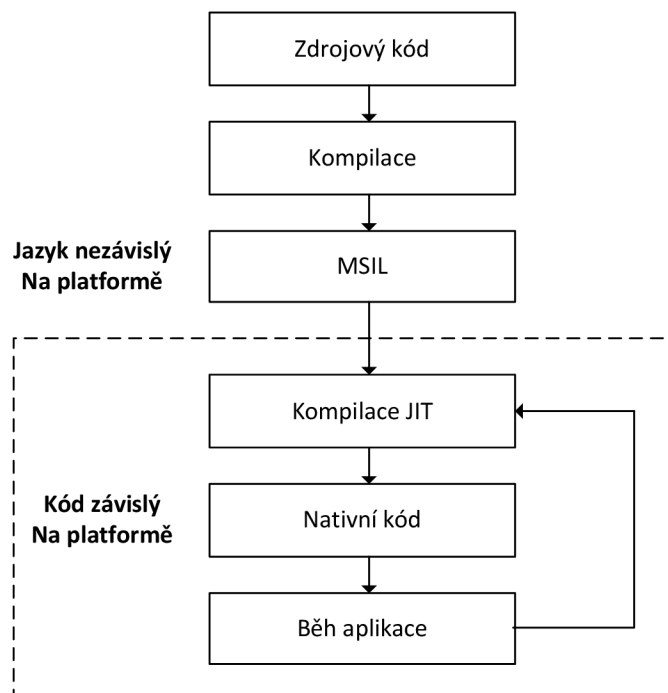 Zdrojový kód
Kompilace
Jazyk nezávislý
Na platformě
MSIL
Kompilace JIT
Kód závislý
Na platformě
Nativní kód
Běh aplikace